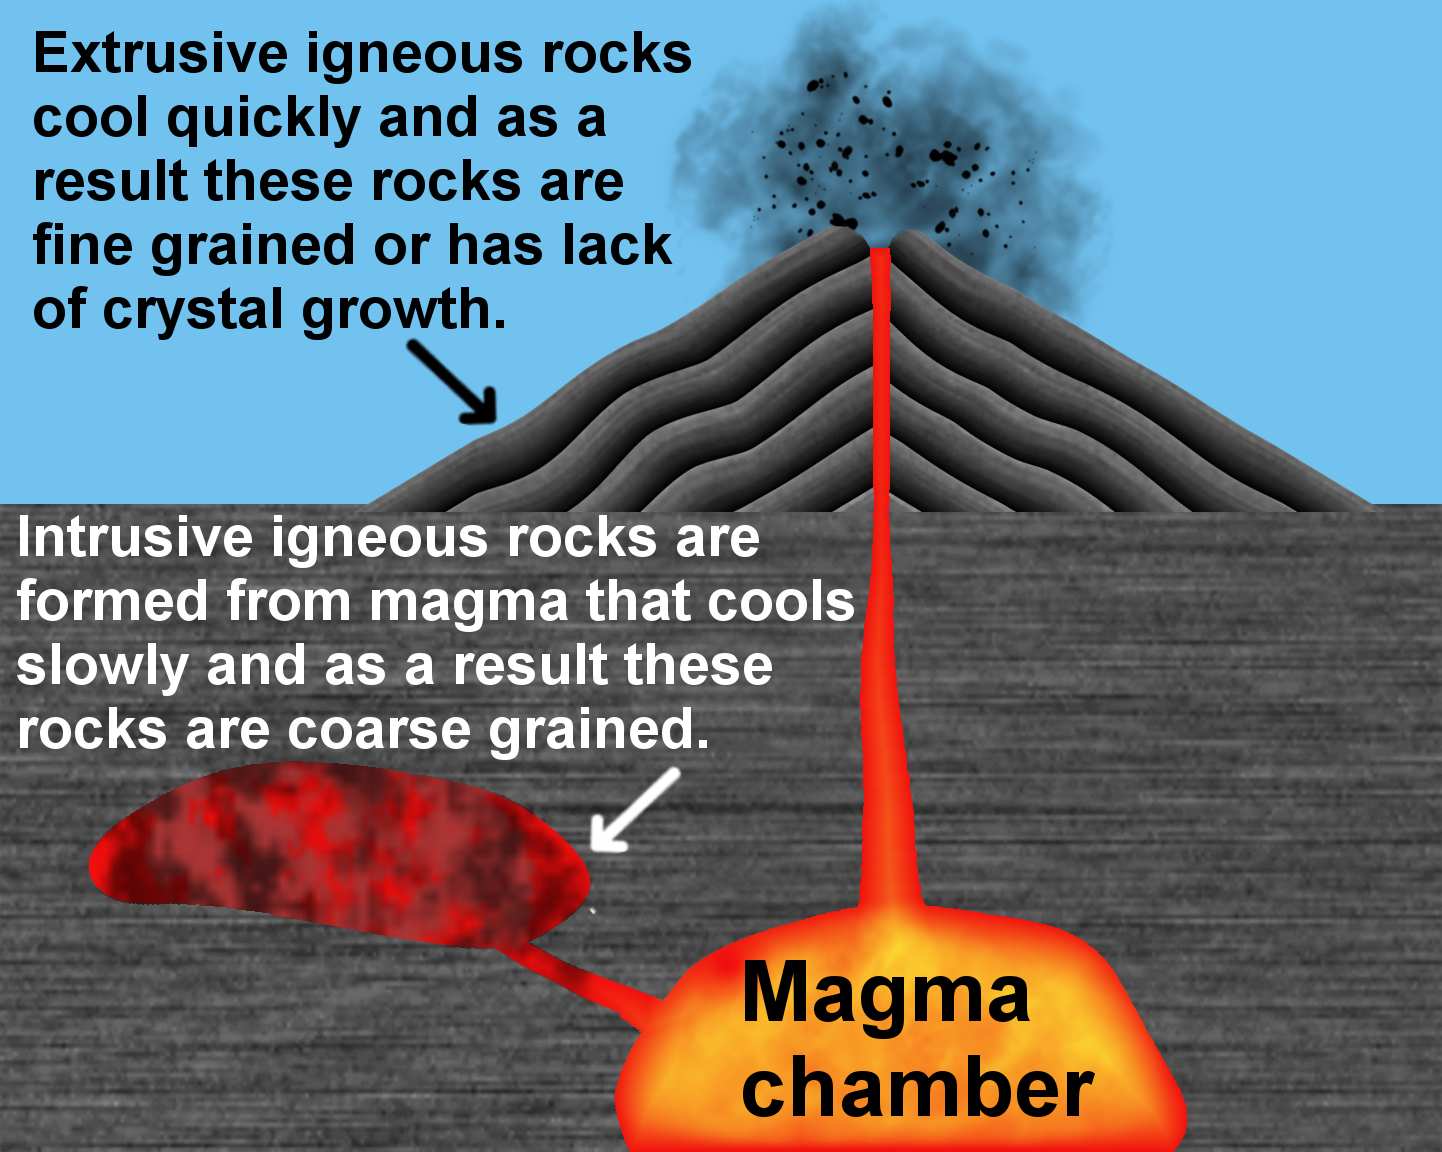 Extrusive igneous rocks
cool quickly and as a
result these rocks are
fine grained or has lack
of crystal growth.
Intrusive igneous rocks are
formed from magma that cools
slowly and as a result these
rocks are coarse grained.
Magma
chamber